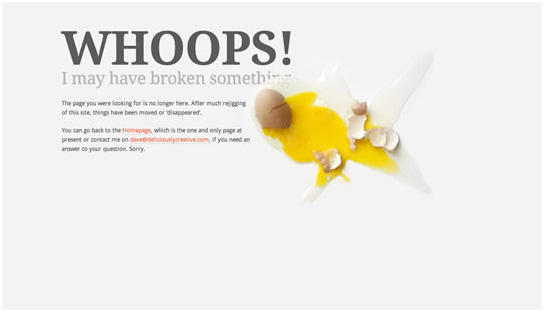 WHOOPS!
I may have broken something
The page you were looking for is no longer here. After much rejigging
of this site, things have been moved or 'disappeared'.
You can go back to the Homepage, which is the one and only page at
present or contact me on dave@deliciouslycreative.com, if you need an
answer to your question. Sorry.